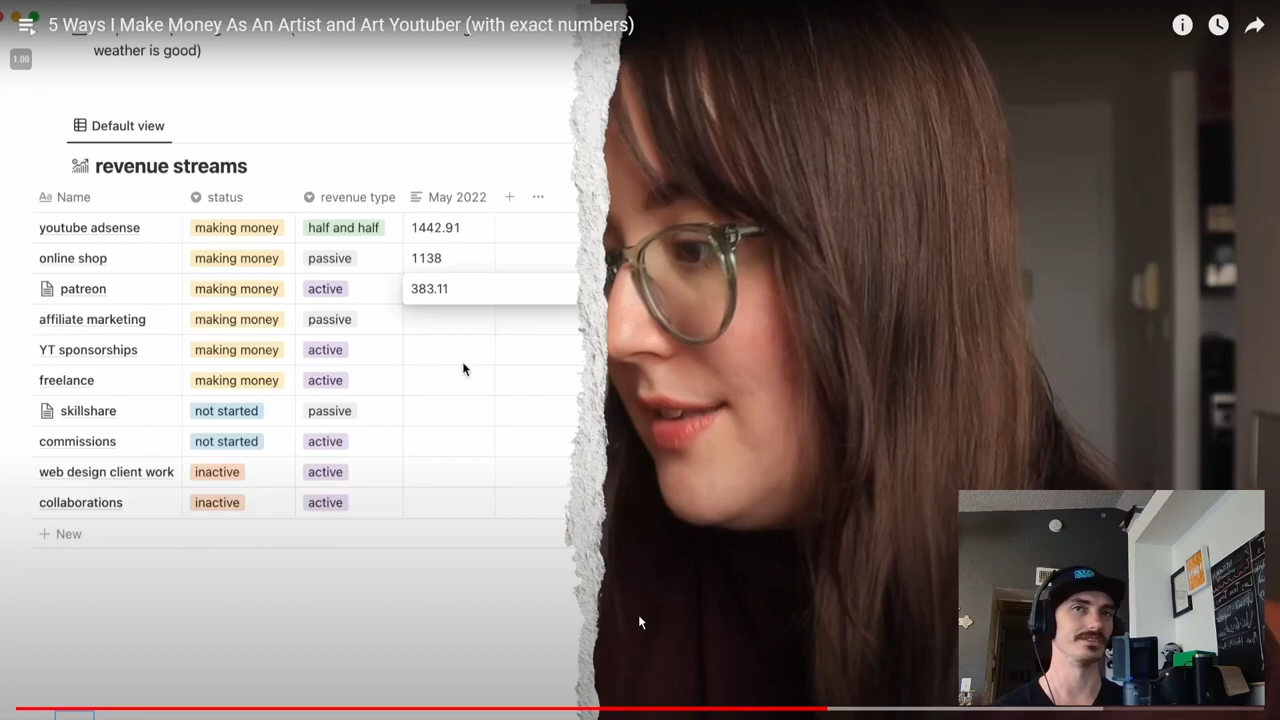 5 Ways I Make Money As An Artist and Art Youtuber (with exact numbers)
weather is good)
1.00
Default view
revenue streams
Aa Name status revenue type May 2022
youtube adsense making money half and half 1442.91
online shop making money passive 1138
patreon making money active 383.11
affiliate marketing making money passive
YT sponsorships making money active
freelance making money active
skillshare not started passive
commissions not started active
web design client work inactive active
collaborations inactive active
+ New